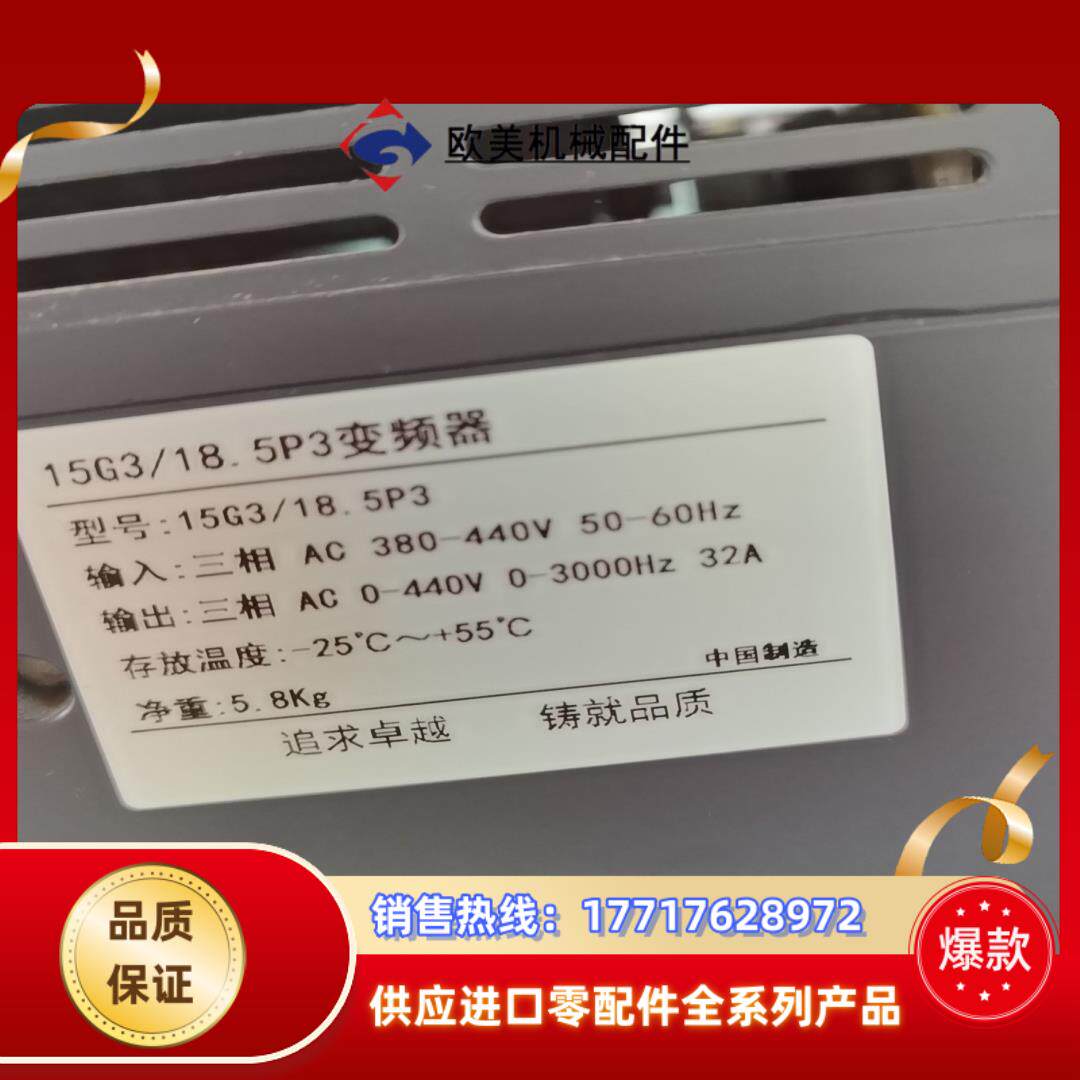 欧美机械配件
15G3/18.5P3变频器
型号:15G3/18.5P3
输入:三相 AC 380-440V 50-60Hz
输出:三相 AC 0-440V 0-3000Hz 32A
存放温度:-25℃～+55℃
净重:5.8Kg
中国制造
追求卓越 铸就品质
品质
保证
销售热线：17717628972
爆款
供应进口零配件全系列产品